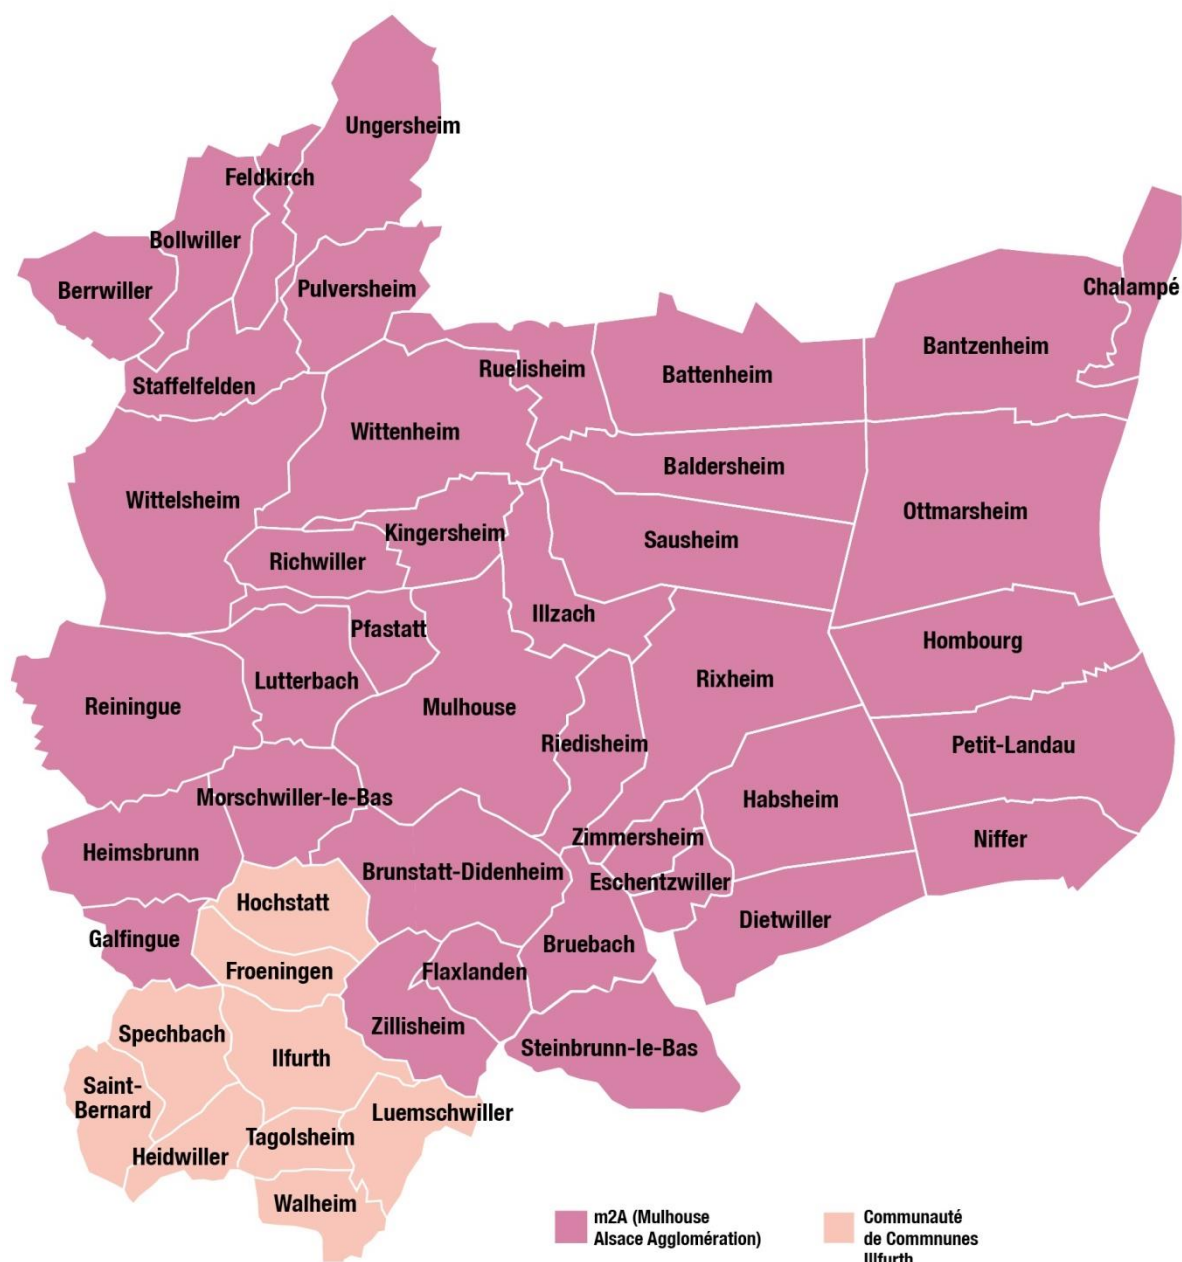 Ungersheim
Feldkirch
Bollwiller
Berrwiller
Pulversheim
Chalampé
Bantzenheim
Ruelisheim
Battenheim
Staffelfelden
Wittenheim
Baldersheim
Wittelsheim
Ottmarsheim
Kingersheim
Sausheim
Richwiller
Illzach
Pfastatt
Hombourg
Lutterbach
Rixheim
Reiningue
Mulhouse
Riedisheim
Petit-Landau
Morschwiller-le-Bas
Habsheim
Zimmersheim
Niffer
Heimsbrunn
Brunstatt-Didenheim
Eschentzwiller
Hochstatt
Dietwiller
Galfingue
Bruebach
Froeningen
Flaxlanden
Zillisheim
Spechbach
Ilfurth
Steinbrunn-le-Bas
Saint-
Bernard
Luemschwiller
Tagolsheim
Heidwiller
Walheim
m2A (Mulhouse
Alsace Agglomération)
Communauté
de Commnunes
Illfurth